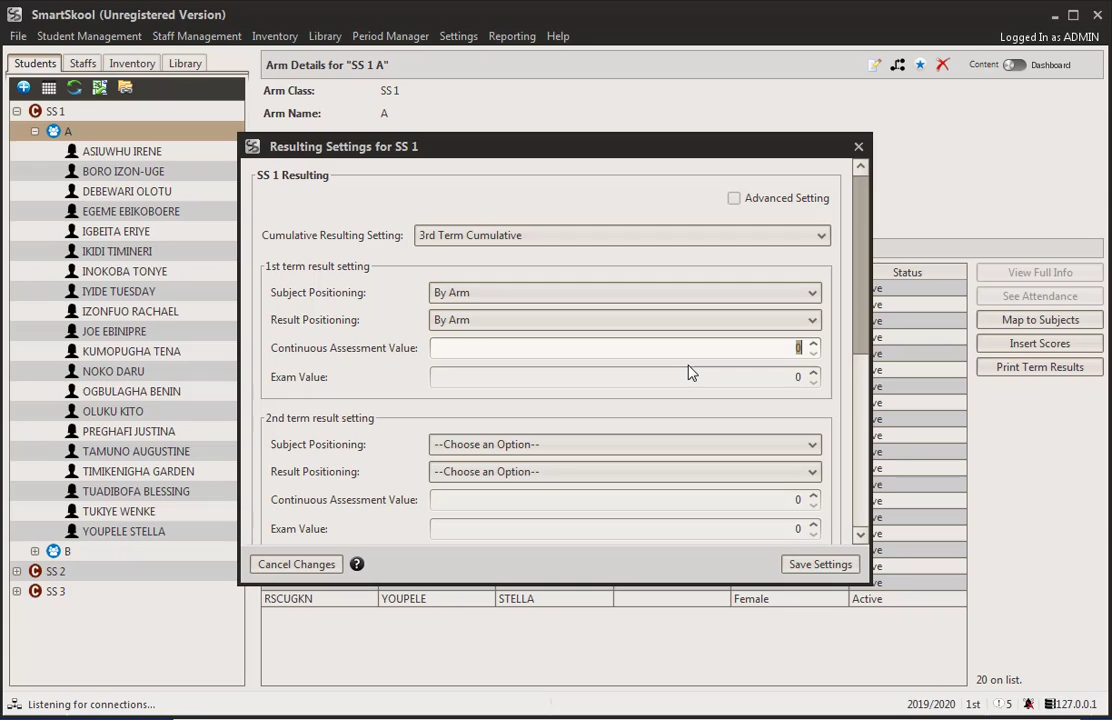 SmartSkool (Unregistered Version)
File Student Management Staff Management Inventory Library Period Manager Settings Reporting Help Logged In as ADMIN
Students Staffs Inventory Library
Arm Details for "SS 1 A" Content Dashboard
Arm Class: SS 1
Arm Name: A
SS 1
A
ASIUWHU IRENE
BORO IZON-UGE
DEBEWARI OLOTU
EGEME EBIKOBOERE
IGBEITA ERIYE
IKIDI TIMINERI
INOKOBA TONYE
IYIDE TUESDAY
IZONFUO RACHAEL
JOE EBINIPRE
KUMOPUGHA TENA
NOKO DARU
OGBULAGHA BENIN
OLUKU KITO
PREGHAFI JUSTINA
TAMUNO AUGUSTINE
TIMIKENIGHA GARDEN
TUADIBOFA BLESSING
TUKIYE WENKE
YOUPELE STELLA
B
SS 2
SS 3
Resulting Settings for SS 1
SS 1 Resulting
Advanced Setting
Cumulative Resulting Setting: 3rd Term Cumulative
1st term result setting
Subject Positioning: By Arm
Result Positioning: By Arm
Continuous Assessment Value: 0
Exam Value: 0
2nd term result setting
Subject Positioning: --Choose an Option--
Result Positioning: --Choose an Option--
Continuous Assessment Value: 0
Exam Value: 0
Cancel Changes Save Settings
Status
RSCUGKN YOUPELE STELLA Female Active
View Full Info
See Attendance
Map to Subjects
Insert Scores
Print Term Results
20 on list.
Listening for connections... 2019/2020 1st 5 127.0.0.1